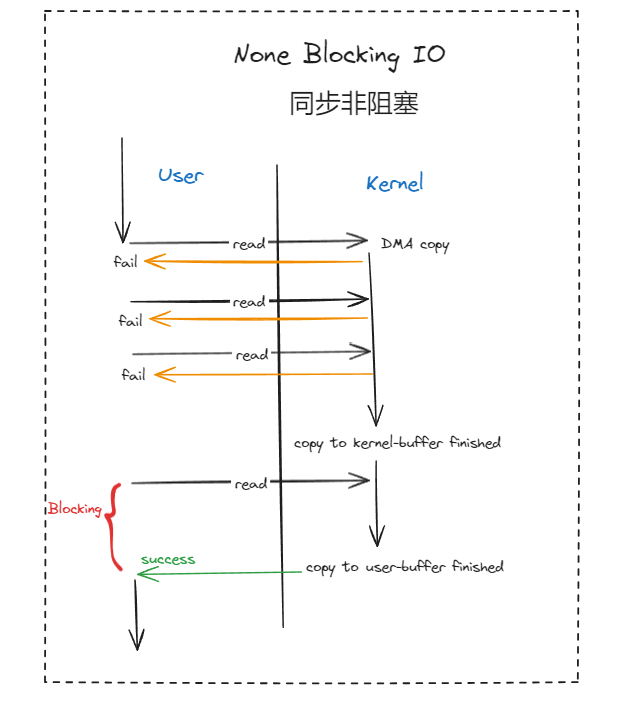 None Blocking IO
同步非阻塞
User
Kernel
read
DMA copy
fail
read
fail
read
fail
copy to kernel-buffer finished
read
Blocking
success
copy to user-buffer finished